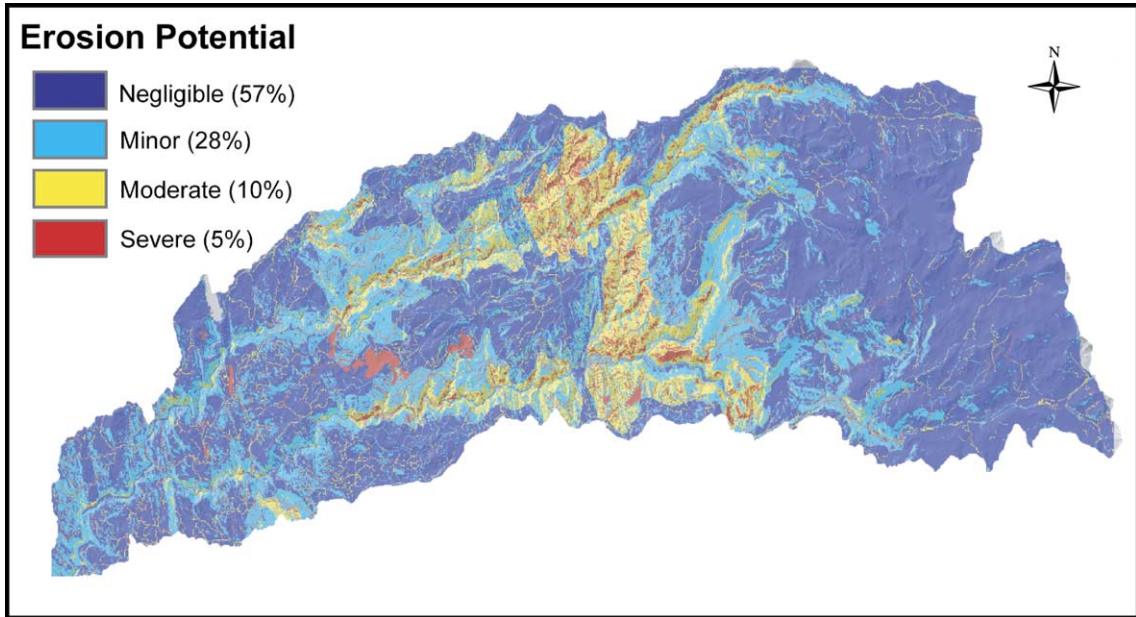 Erosion Potential
Negligible (57%)
Minor (28%)
Moderate (10%)
Severe (5%)
N